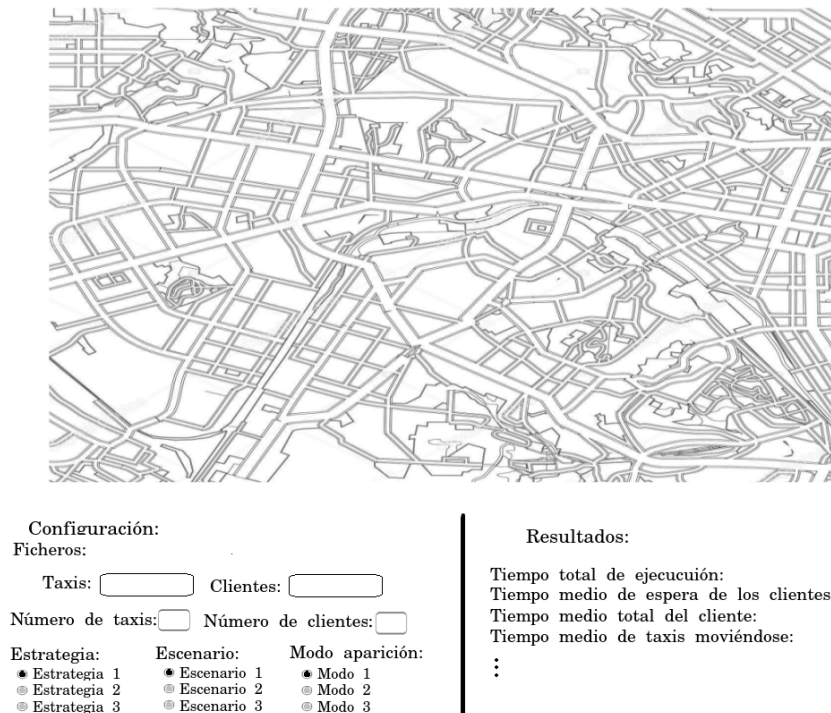 Configuración:
Ficheros:
Taxis:
Clientes:
Número de taxis:
Número de clientes:
Estrategia:
Estrategia 1
Estrategia 2
Estrategia 3
Escenario:
Escenario 1
Escenario 2
Escenario 3
Modo aparición:
Modo 1
Modo 2
Modo 3
Resultados:
Tiempo total de ejecucuión:
Tiempo medio de espera de los clientes
Tiempo medio total del cliente:
Tiempo medio de taxis moviéndose: